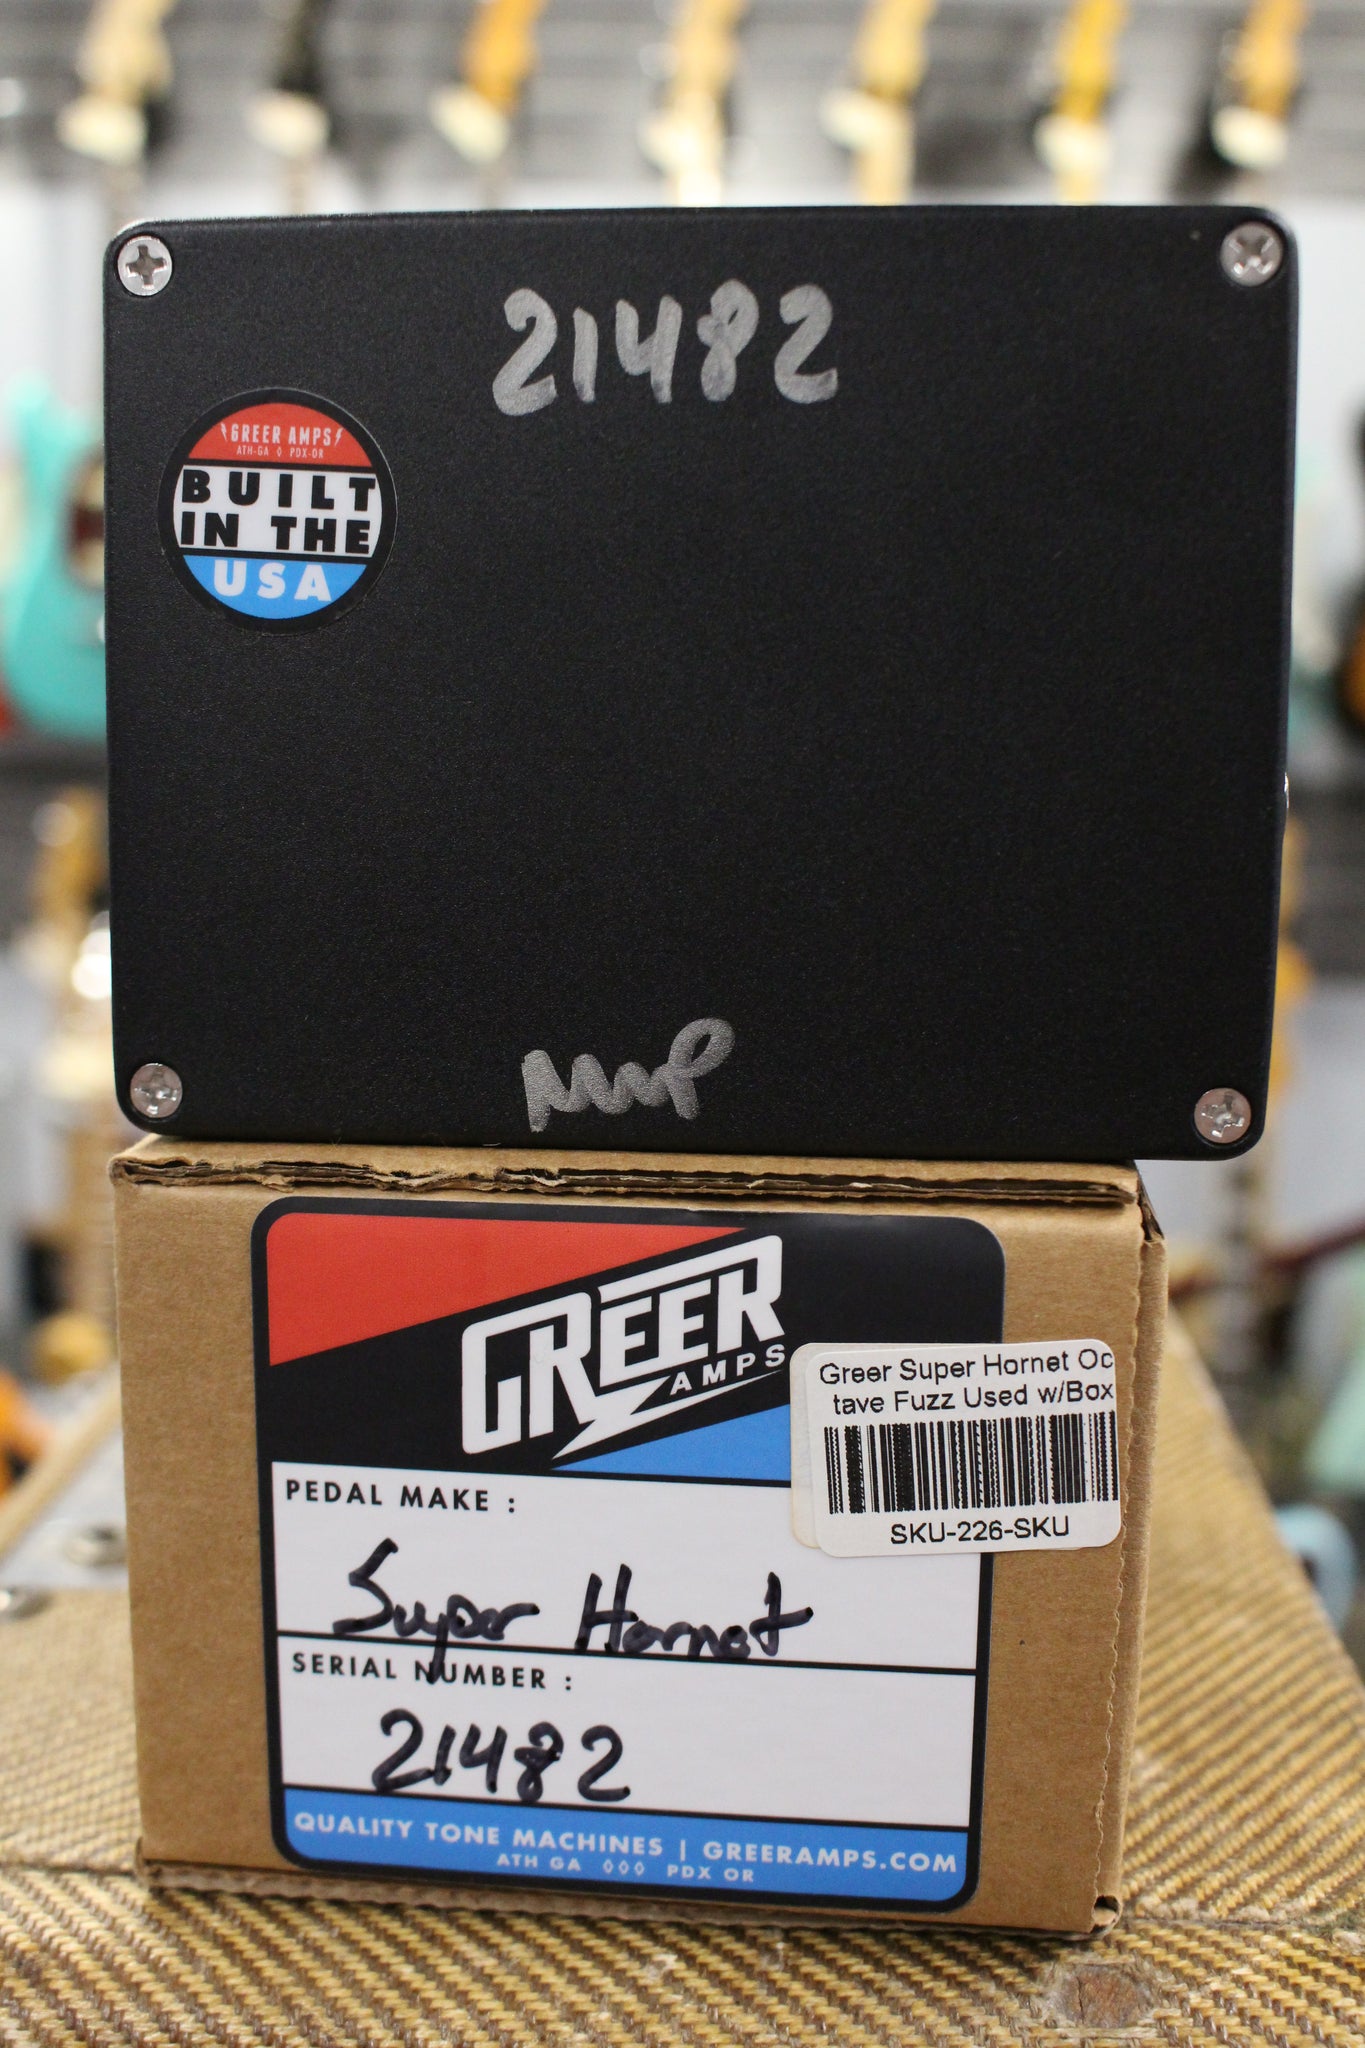 21482
GREER AMPS
ATH-GA ◊ PDX-OR
BUILT
IN THE
USA
MVP
GREER
AMPS
Greer Super Hornet Oc
tave Fuzz Used w/Box
SKU-226-SKU
PEDAL MAKE :
Super Hornet
SERIAL NUMBER :
21482
QUALITY TONE MACHINES | GREERAMPS.COM
ATH GA ◊◊◊ PDX OR